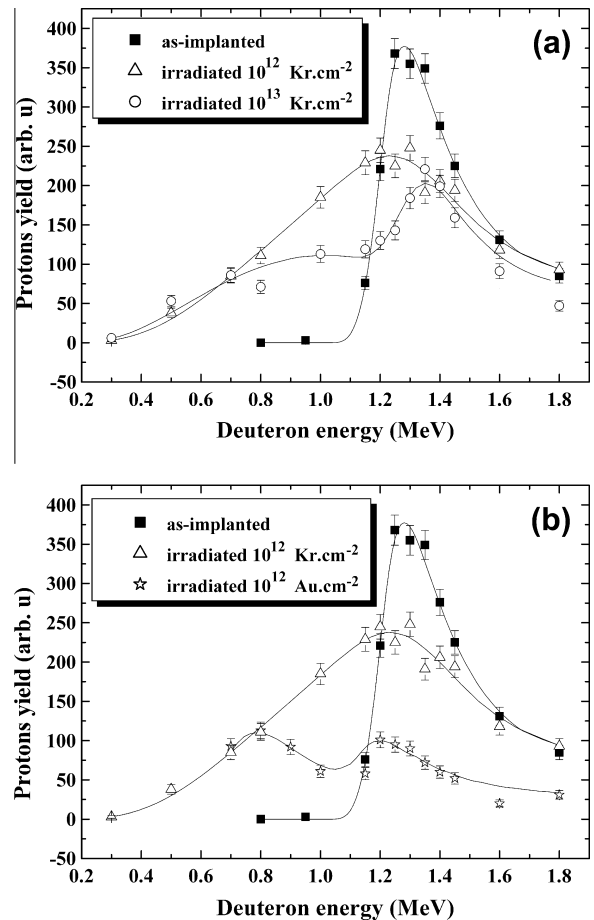 (a)
as-implanted
irradiated 10¹² Kr.cm⁻²
irradiated 10¹³ Kr.cm⁻²
Protons yield (arb. u)
400
350
300
250
200
150
100
50
0
-50
0.2 0.4 0.6 0.8 1.0 1.2 1.4 1.6 1.8
Deuteron energy (MeV)
(b)
as-implanted
irradiated 10¹² Kr.cm⁻²
irradiated 10¹² Au.cm⁻²
Protons yield (arb. u)
400
350
300
250
200
150
100
50
0
-50
0.2 0.4 0.6 0.8 1.0 1.2 1.4 1.6 1.8
Deuteron energy (MeV)